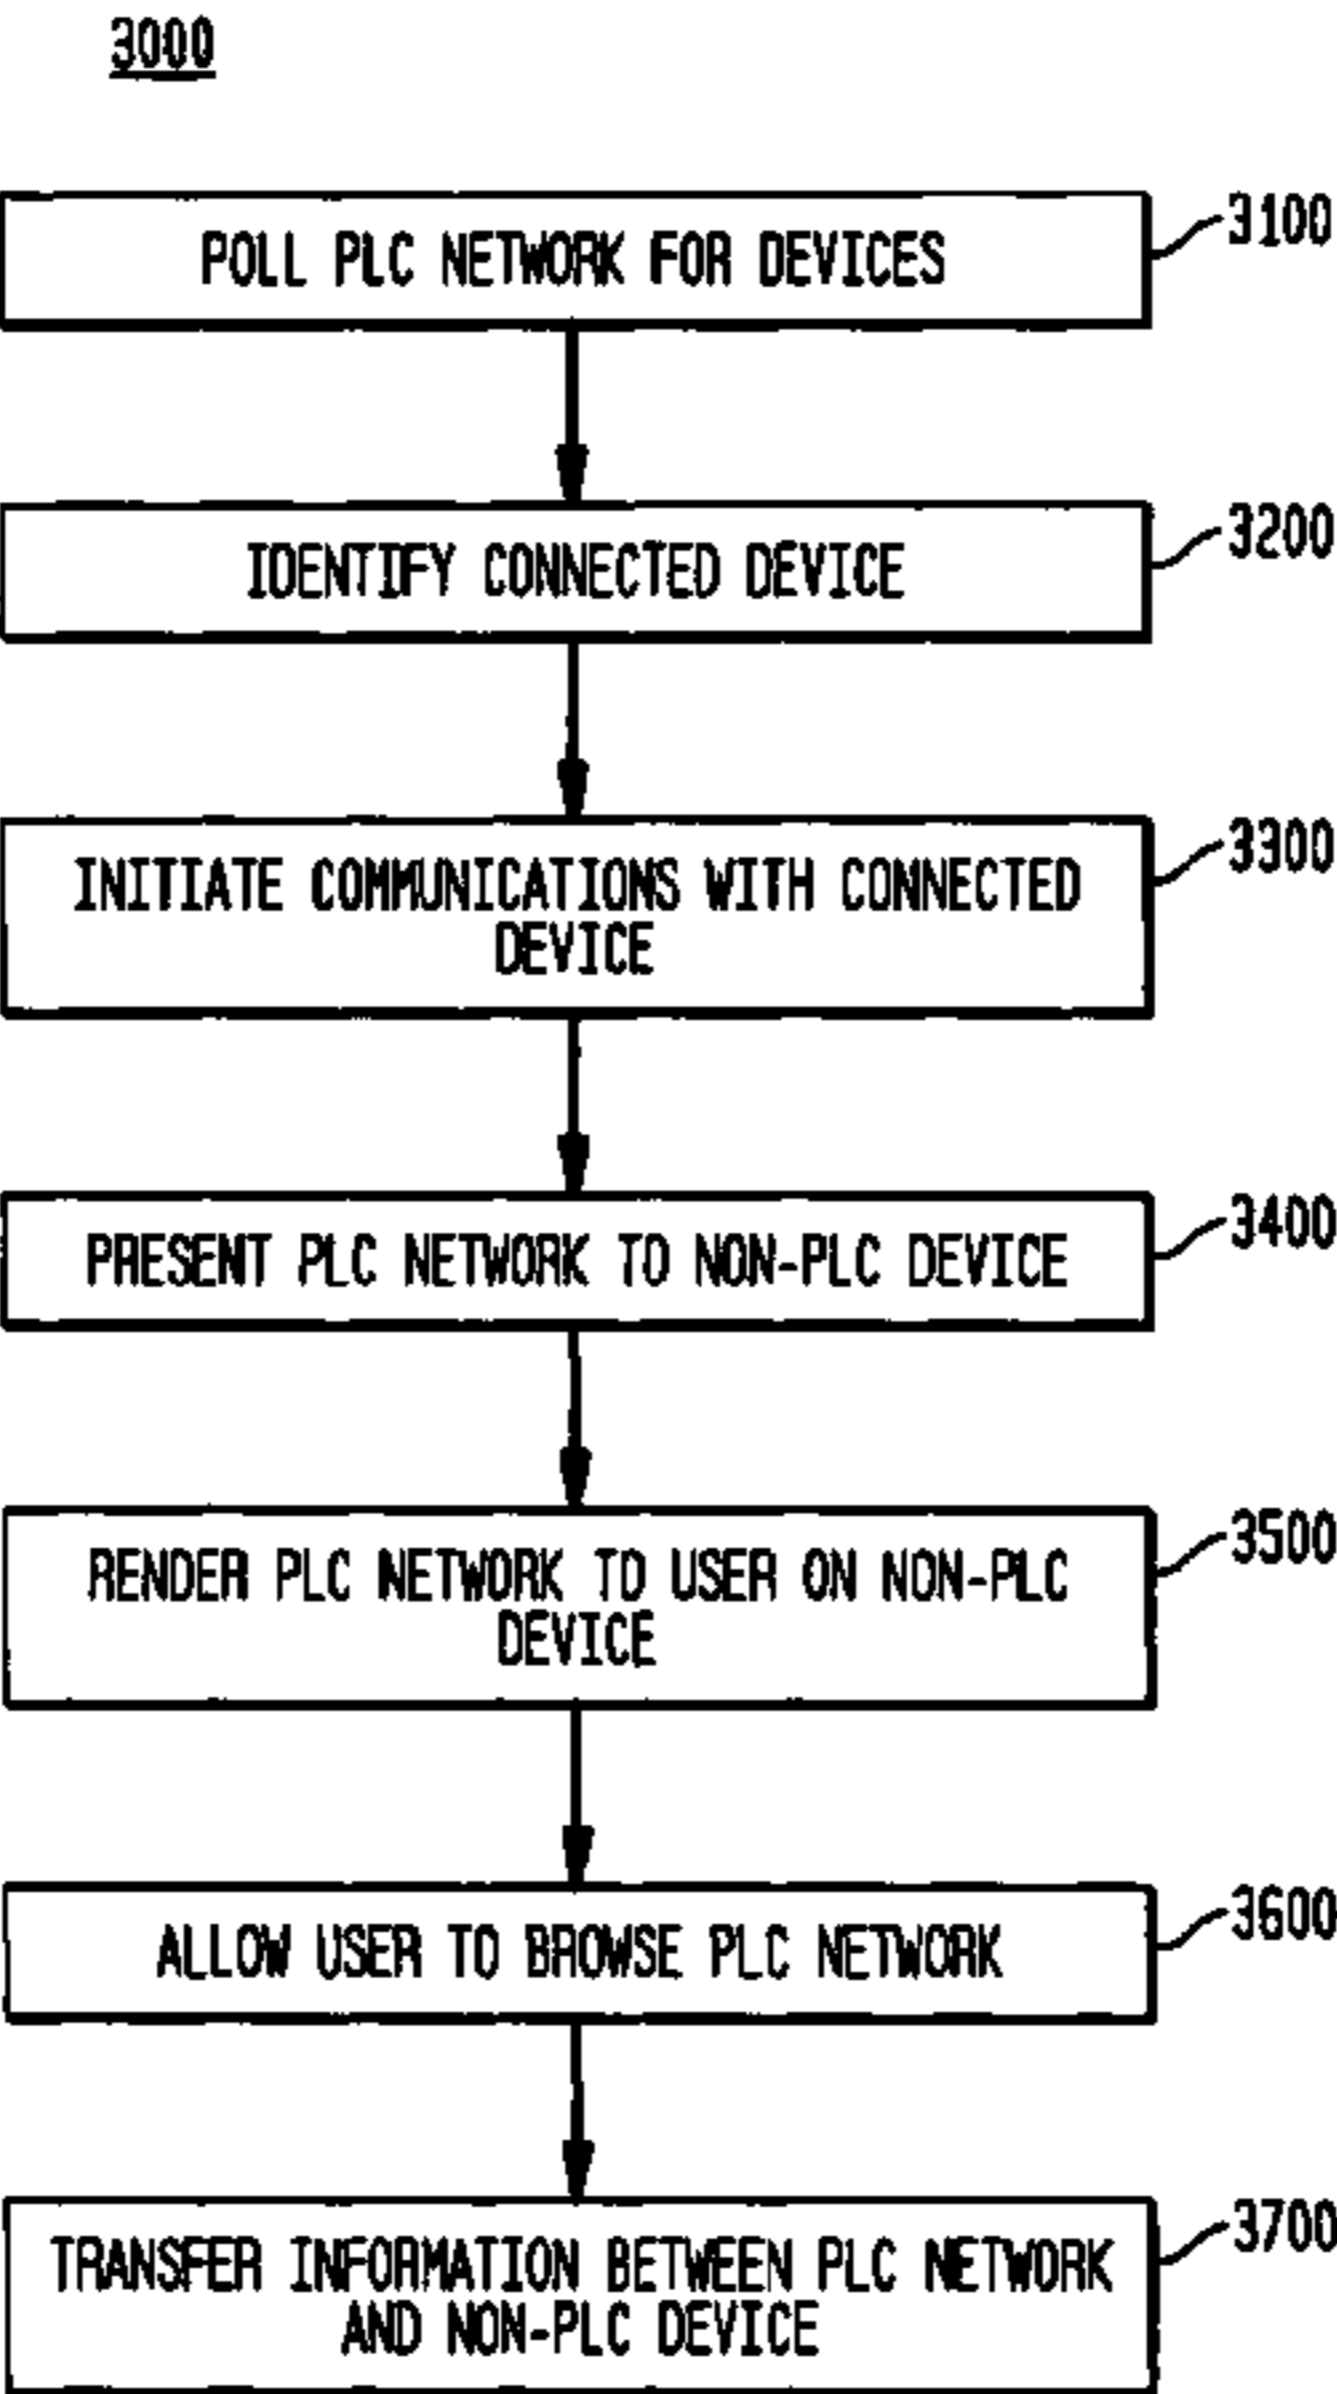 3000
POLL PLC NETWORK FOR DEVICES
3100
IDENTIFY CONNECTED DEVICE
3200
INITIATE COMMUNICATIONS WITH CONNECTED
DEVICE
3300
PRESENT PLC NETWORK TO NON-PLC DEVICE
3400
RENDER PLC NETWORK TO USER ON NON-PLC
DEVICE
3500
ALLOW USER TO BROWSE PLC NETWORK
3600
TRANSFER INFORMATION BETWEEN PLC NETWORK
AND NON-PLC DEVICE
3700